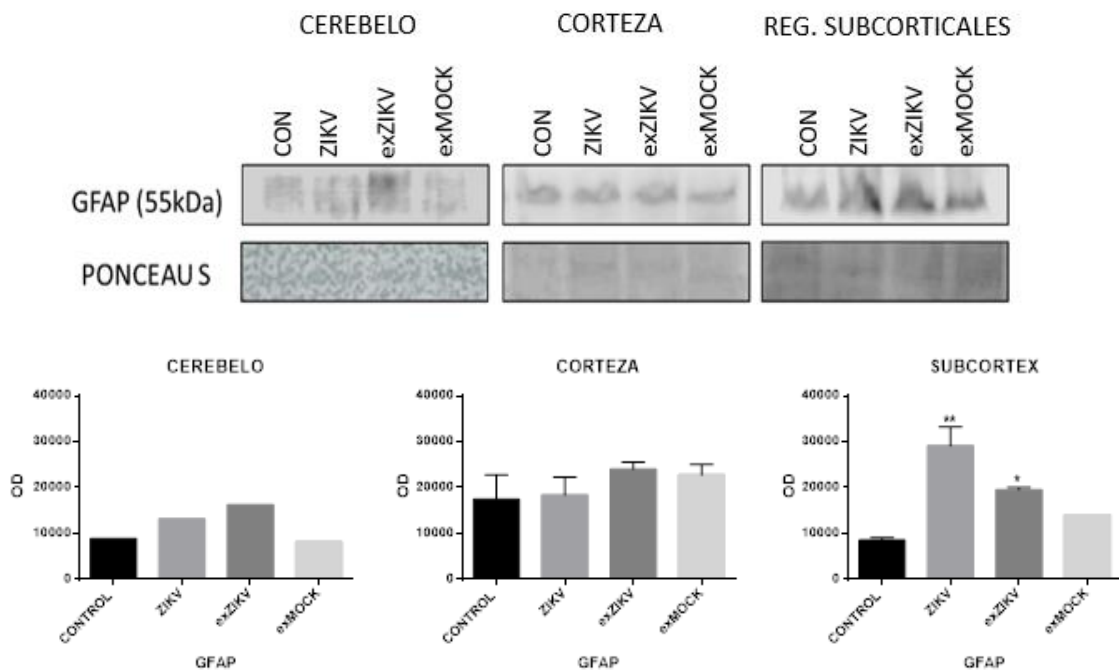 CEREBELO CORTEZA REG. SUBCORTICALES
CON ZIKV exZIKV exMOCK CON ZIKV exZIKV exMOCK CON ZIKV exZIKV exMOCK
GFAP (55kDa)
PONCEAU S
CEREBELO
40000
30000
20000
10000
0
OD
CONTROL ZIKV exZIKV exMOCK
GFAP
CORTEZA
40000
30000
20000
10000
0
OD
CONTROL ZIKV exZIKV exMOCK
GFAP
SUBCORTEX
40000
30000
20000
10000
0
OD
**
*
CONTROL ZIKV exZIKV exMOCK
GFAP